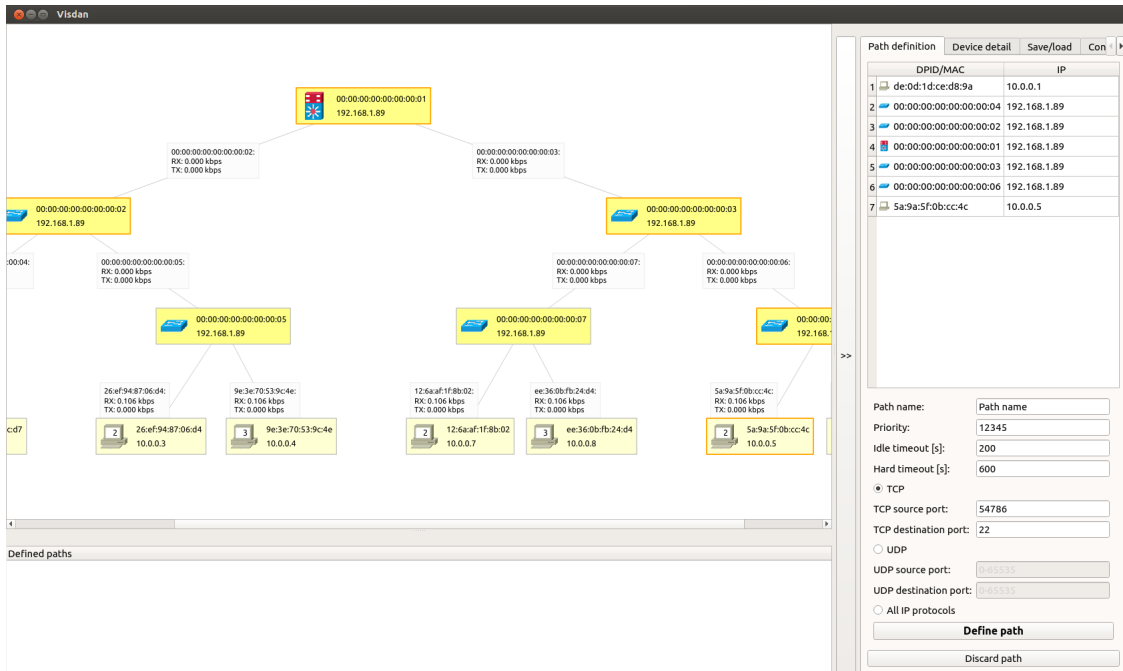 Visdan
00:00:00:00:00:00:00:01
192.168.1.89
00:00:00:00:00:00:00:02:
RX: 0.000 kbps
TX: 0.000 kbps
00:00:00:00:00:00:00:03:
RX: 0.000 kbps
TX: 0.000 kbps
00:00:00:00:00:00:00:02
192.168.1.89
00:00:00:00:00:00:00:03
192.168.1.89
:00:04:
00:00:00:00:00:00:00:05:
RX: 0.000 kbps
TX: 0.000 kbps
00:00:00:00:00:00:00:07:
RX: 0.000 kbps
TX: 0.000 kbps
00:00:00:00:00:00:00:06:
RX: 0.000 kbps
TX: 0.000 kbps
00:00:00:00:00:00:00:05
192.168.1.89
00:00:00:00:00:00:00:07
192.168.1.89
00:00:
192.168.
26:ef:94:87:06:d4:
RX: 0.106 kbps
TX: 0.000 kbps
9e:3e:70:53:9c:4e:
RX: 0.106 kbps
TX: 0.000 kbps
12:6a:af:1f:8b:02:
RX: 0.106 kbps
TX: 0.000 kbps
ee:36:0b:fb:24:d4:
RX: 0.106 kbps
TX: 0.000 kbps
5a:9a:5f:0b:cc:4c:
RX: 0.106 kbps
TX: 0.000 kbps
c:d7
2 26:ef:94:87:06:d4
10.0.0.3
3 9e:3e:70:53:9c:4e
10.0.0.4
2 12:6a:af:1f:8b:02
10.0.0.7
3 ee:36:0b:fb:24:d4
10.0.0.8
2 5a:9a:5f:0b:cc:4c
10.0.0.5
Defined paths
>>
Path definition Device detail Save/load Con
DPID/MAC IP
1 de:0d:1d:ce:d8:9a 10.0.0.1
2 00:00:00:00:00:00:00:04 192.168.1.89
3 00:00:00:00:00:00:00:02 192.168.1.89
4 00:00:00:00:00:00:00:01 192.168.1.89
5 00:00:00:00:00:00:00:03 192.168.1.89
6 00:00:00:00:00:00:00:06 192.168.1.89
7 5a:9a:5f:0b:cc:4c 10.0.0.5
Path name: Path name
Priority: 12345
Idle timeout [s]: 200
Hard timeout [s]: 600
TCP
TCP source port: 54786
TCP destination port: 22
UDP
UDP source port: 0-65535
UDP destination port: 0-65535
All IP protocols
Define path
Discard path